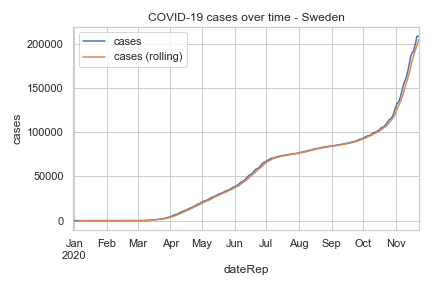 COVID-19 cases over time - Sweden
cases
cases (rolling)
200000
150000
100000
50000
0
cases
Jan Feb Mar Apr May Jun Jul Aug Sep Oct Nov
2020
dateRep